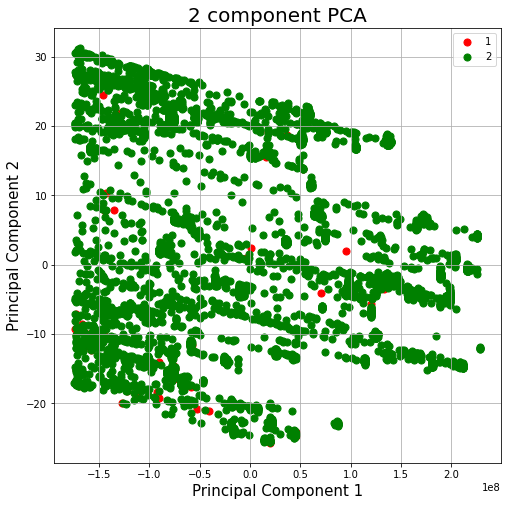 2 component PCA
1
2
30
20
10
0
−10
−20
Principal Component 2
−1.5 −1.0 −0.5 0.0 0.5 1.0 1.5 2.0
1e8
Principal Component 1